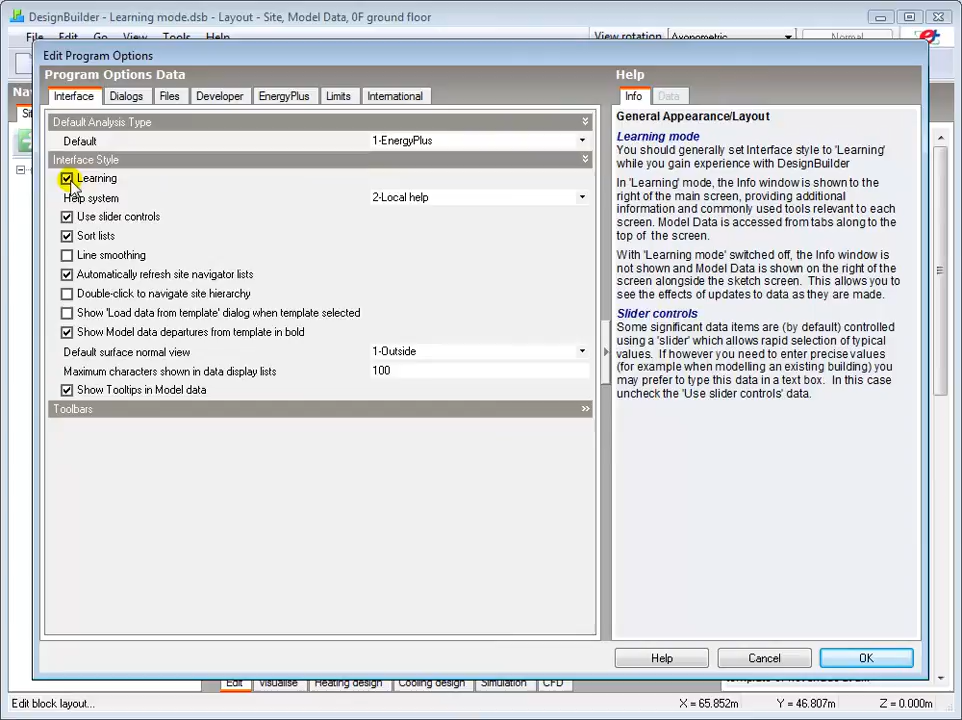 DesignBuilder - Learning mode.dsb - Layout - Site, Model Data, 0F ground floor
File Edit Go View Tools Help
View rotation Axonometric Normal
Edit Program Options
Program Options Data
Interface Dialogs Files Developer EnergyPlus Limits International
Default Analysis Type
Default 1-EnergyPlus
Interface Style
Learning
Help system 2-Local help
Use slider controls
Sort lists
Line smoothing
Automatically refresh site navigator lists
Double-click to navigate site hierarchy
Show 'Load data from template' dialog when template selected
Show Model data departures from template in bold
Default surface normal view 1-Outside
Maximum characters shown in data display lists 100
Show Tooltips in Model data
Toolbars
Help
Info Data
General Appearance/Layout
Learning mode
You should generally set Interface style to 'Learning'
while you gain experience with DesignBuilder
In 'Learning' mode, the Info window is shown to the
right of the main screen, providing additional
information and commonly used tools relevant to each
screen. Model Data is accessed from tabs along to the
top of the screen.
With 'Learning mode' switched off, the Info window is
not shown and Model Data is shown on the right of the
screen alongside the sketch screen. This allows you to
see the effects of updates to data as they are made.
Slider controls
Some significant data items are (by default) controlled
using a 'slider' which allows rapid selection of typical
values. If however you need to enter precise values
(for example when modelling an existing building) you
may prefer to type this data in a text box. In this case
uncheck the 'Use slider controls' data.
Help Cancel OK
Edit Visualise Heating design Cooling design Simulation CFD
Edit block layout...
X = 65.852m Y = 46.807m Z = 0.000m